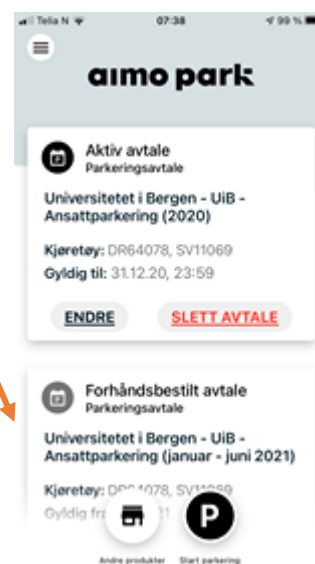 Telia N 07:38 99 %
aimo park
Aktiv avtale
Parkeringsavtale
Universitetet i Bergen - UiB -
Ansattparkering (2020)
Kjøretøy: DR64078, SV11069
Gyldig til: 31.12.20, 23:59
ENDRE SLETT AVTALE
Forhåndsbestilt avtale
Parkeringsavtale
Universitetet i Bergen - UiB -
Ansattparkering (januar - juni 2021)
Kjøretøy:
Gyldig
P
Andre produkter Start parkering